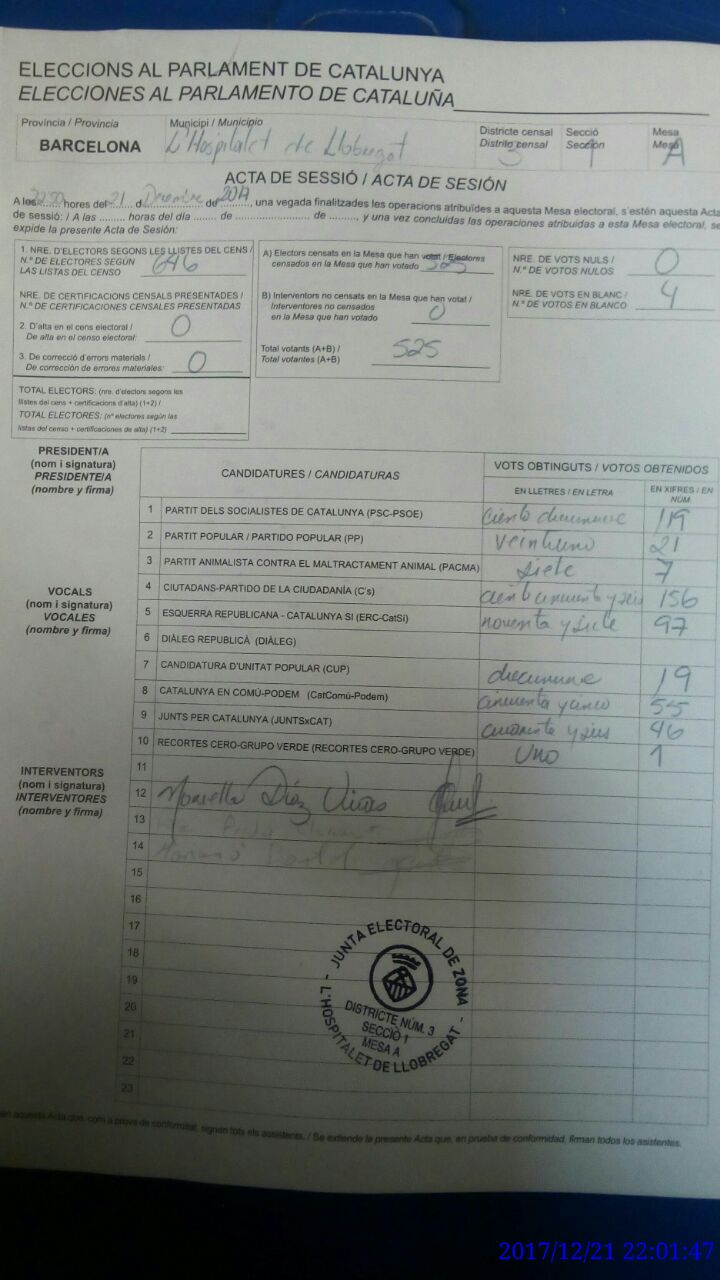 ELECCIONS AL PARLAMENT DE CATALUNYA
ELECCIONES AL PARLAMENTO DE CATALUÑA
Provincia / Provincia
BARCELONA
Municipi / Municipio
L'Hospitalet de Llobregat
Districte censal
Distrito censal
3
Secció
Sección
1
Mesa
Mesa
A
ACTA DE SESSIÓ / ACTA DE SESIÓN
A les hores del 21 d Diciembre de 2017, una vegada finalitzades les operacions atribuïdes a aquesta Mesa electoral, s'estén aquesta Acta
de sessió: / A las ........ horas del día ....... de ........................ de ........., y una vez concluidas las operaciones atribuidas a esta Mesa electoral, se
expide la presente Acta de Sesión:
1. NRE. D'ELECTORS SEGONS LES LLISTES DEL CENS /
N.º DE ELECTORES SEGÚN
LAS LISTAS DEL CENSO
646
NRE. DE CERTIFICACIONS CENSALS PRESENTADES /
N.º DE CERTIFICACIONES CENSALES PRESENTADAS
2. D'alta en el cens electoral /
De alta en el censo electoral:
0
3. De correcció d'errors materials /
De corrección de errores materiales:
0
TOTAL ELECTORS: (nre. d'electors segons les
llistes del cens + certificacions d'alta) (1+2) /
TOTAL ELECTORES: (nº electores según las
listas del censo + certificaciones de alta) (1+2)
A) Electors censats en la Mesa que han votat / Electores
censados en la Mesa que han votado
525
B) Interventors no censats en la Mesa que han votat /
Interventores no censados
en la Mesa que han votado
0
Total votants (A+B) /
Total votantes (A+B)
525
NRE. DE VOTS NULS /
N.º DE VOTOS NULOS
0
NRE. DE VOTS EN BLANC /
N.º DE VOTOS EN BLANCO
4
PRESIDENT/A
(nom i signatura)
PRESIDENTE/A
(nombre y firma)
VOCALS
(nom i signatura)
VOCALES
(nombre y firma)
INTERVENTORS
(nom i signatura)
INTERVENTORES
(nombre y firma)
CANDIDATURES / CANDIDATURAS
VOTS OBTINGUTS / VOTOS OBTENIDOS
EN LLETRES / EN LETRA
EN XIFRES / EN NÚM.
1 PARTIT DELS SOCIALISTES DE CATALUNYA (PSC-PSOE) ciento diecinueve 119
2 PARTIT POPULAR / PARTIDO POPULAR (PP) veintiuno 21
3 PARTIT ANIMALISTA CONTRA EL MALTRACTAMENT ANIMAL (PACMA) siete 7
4 CIUTADANS-PARTIDO DE LA CIUDADANÍA (C's) ciento cincuenta y seis 156
5 ESQUERRA REPUBLICANA - CATALUNYA SI (ERC-CatSí) noventa y siete 97
6 DIÀLEG REPUBLICÀ (DIÀLEG)
7 CANDIDATURA D'UNITAT POPULAR (CUP) diecinueve 19
8 CATALUNYA EN COMÚ-PODEM (CatComú-Podem) cincuenta y cinco 55
9 JUNTS PER CATALUNYA (JUNTSxCAT) cuarenta y seis 46
10 RECORTES CERO-GRUPO VERDE (RECORTES CERO-GRUPO VERDE) Uno 1
11
12 Díaz
13
14
15
16
17
18
19
20
21
22
23
JUNTA ELECTORAL DE ZONA
DISTRICTE NÚM. 3
SECCIÓ 1
MESA A
L'HOSPITALET DE LLOBREGAT
aquesta Acta que, com a prova de conformitat, signen tots els assistents. / Se extiende la presente Acta que, en prueba de conformidad, firman todos los asistentes.
2017/12/21 22:01:47